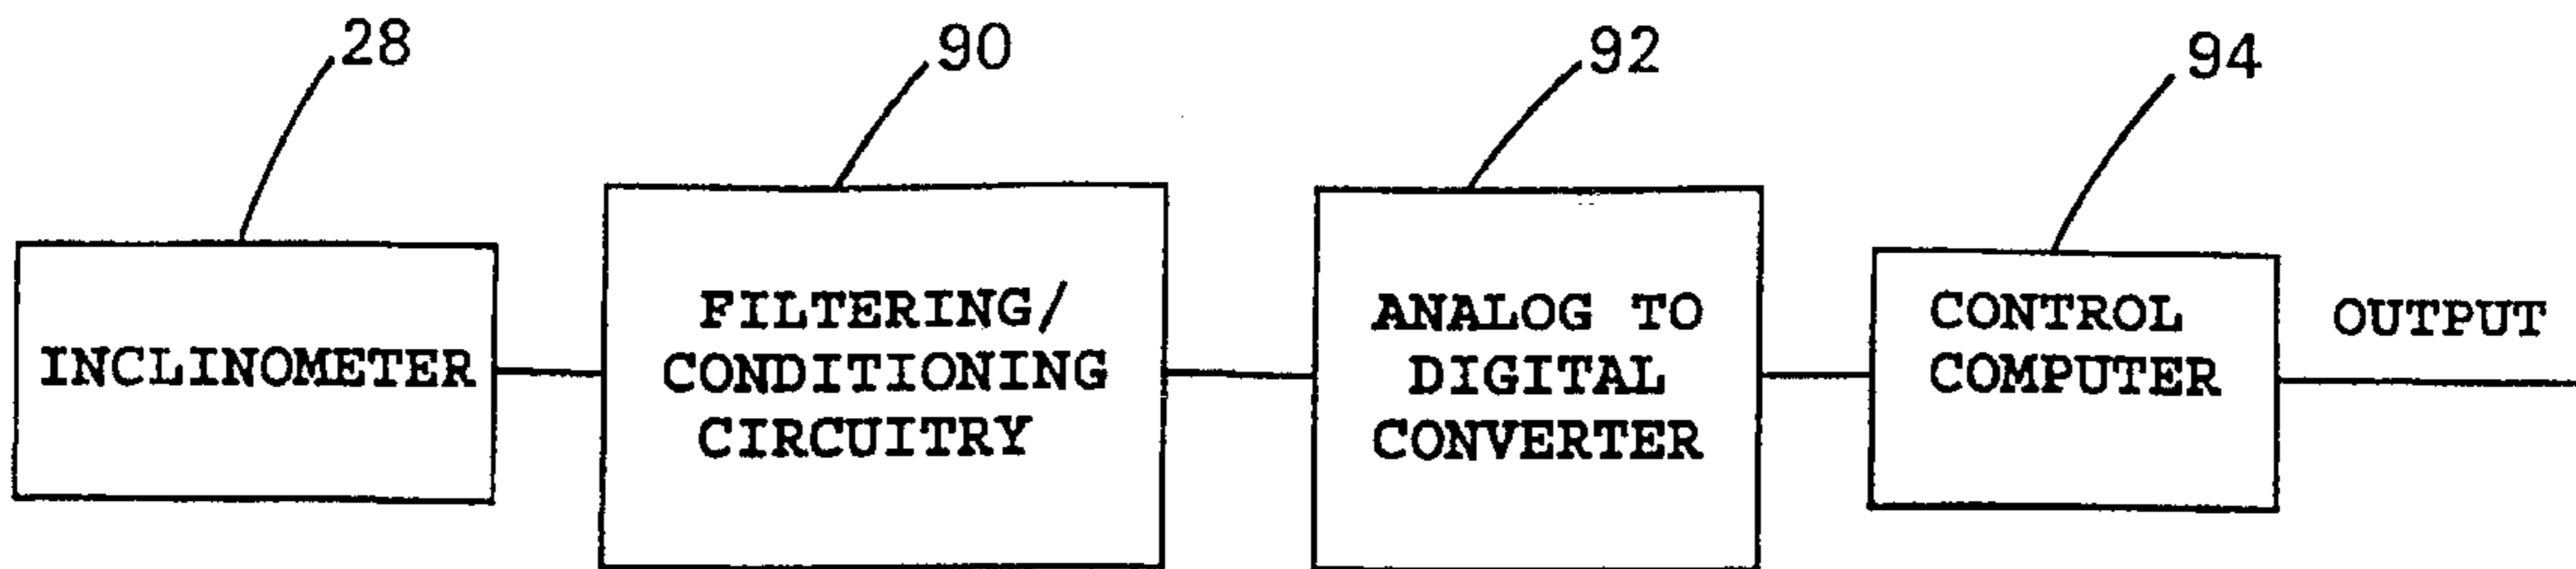 28
90
92
94
INCLINOMETER
FILTERING/
CONDITIONING
CIRCUITRY
ANALOG TO
DIGITAL
CONVERTER
CONTROL
COMPUTER
OUTPUT